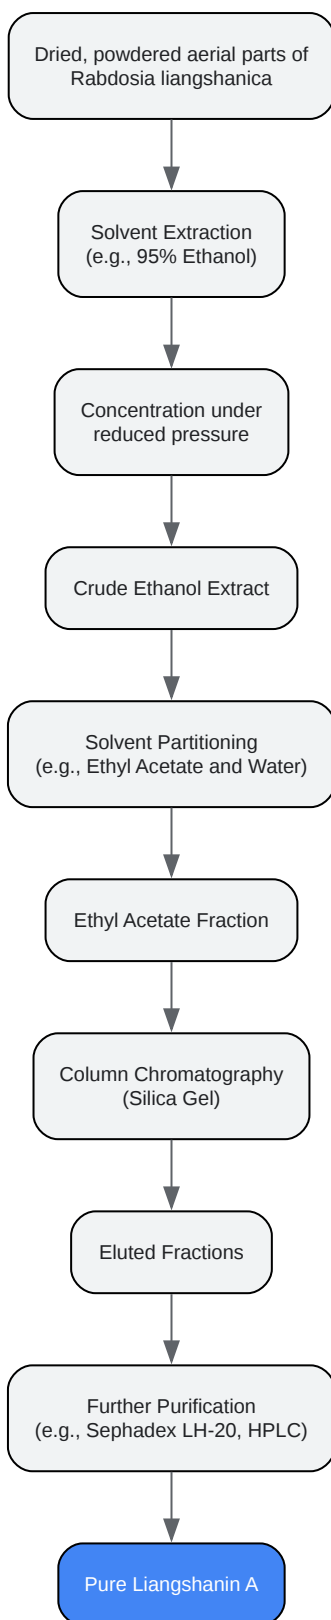 Dried, powdered aerial parts of
Rabdosia liangshanica
Solvent Extraction
(e.g., 95% Ethanol)
Concentration under
reduced pressure
Crude Ethanol Extract
Solvent Partitioning
(e.g., Ethyl Acetate and Water)
Ethyl Acetate Fraction
Column Chromatography
(Silica Gel)
Eluted Fractions
Further Purification
(e.g., Sephadex LH-20, HPLC)
Pure Liangshanin A